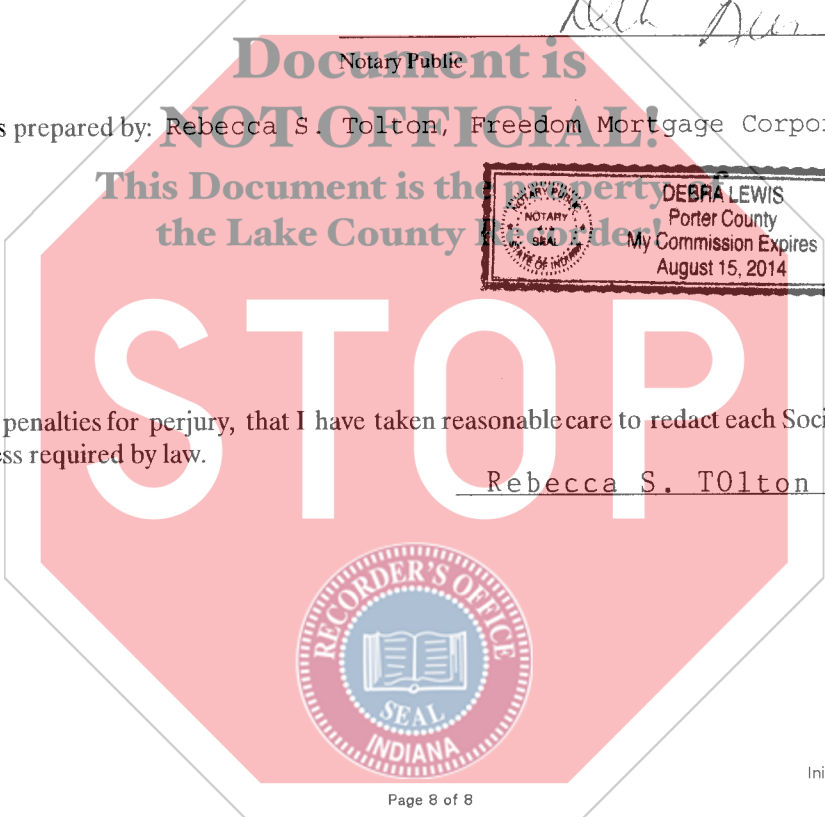 Document is
Notary Public
NOT OFFICIAL!
s prepared by: Rebecca S. Tolton, Freedom Mortgage Corpo
This Document is the property of
the Lake County Recorder!
NOTARY PUBLIC
NOTARY
SEAL
STATE OF INDIANA
DEBRA LEWIS
Porter County
My Commission Expires
August 15, 2014
STOP
penalties for perjury, that I have taken reasonable care to redact each Soci
ss required by law.
Rebecca S. TOlton
RECORDER'S OFFICE
SEAL
INDIANA
Ini
Page 8 of 8